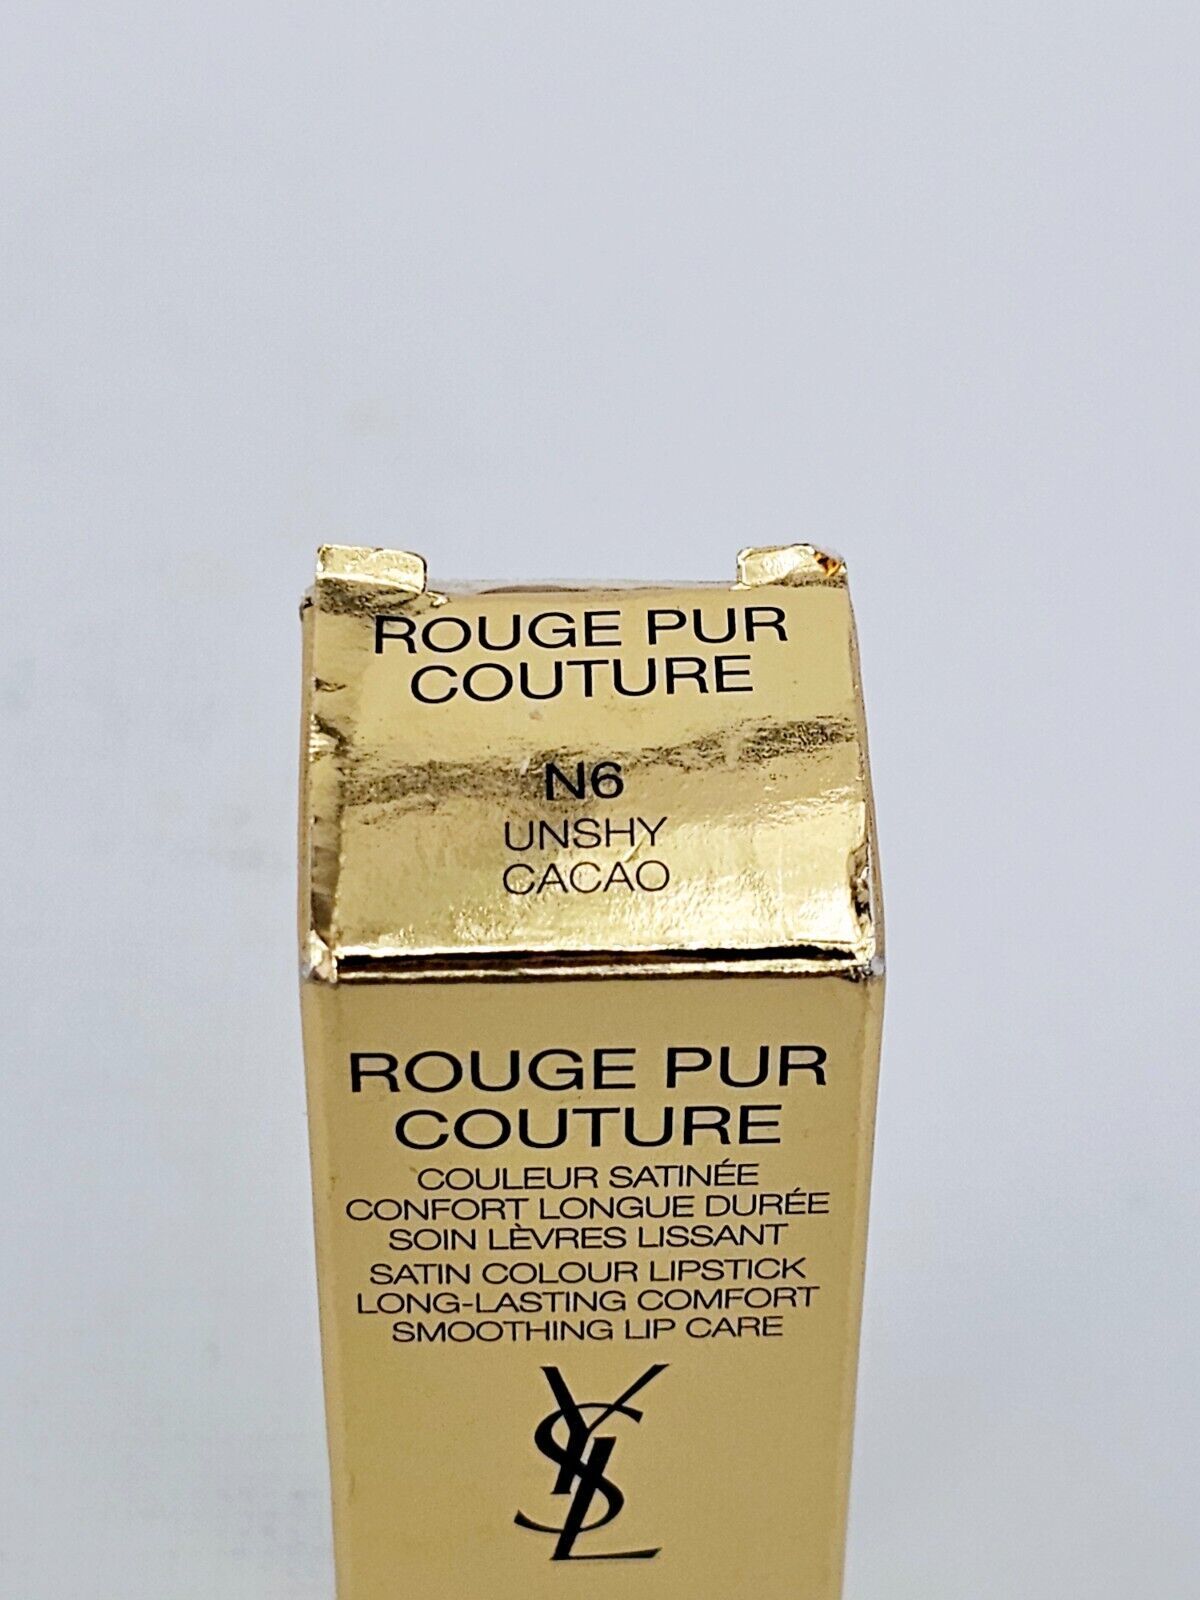 ROUGE PUR
COUTURE
N6
UNSHY
CACAO
ROUGE PUR
COUTURE
COULEUR SATINÉE
CONFORT LONGUE DURÉE
SOIN LÈVRES LISSANT
SATIN COLOUR LIPSTICK
LONG-LASTING COMFORT
SMOOTHING LIP CARE
YSL